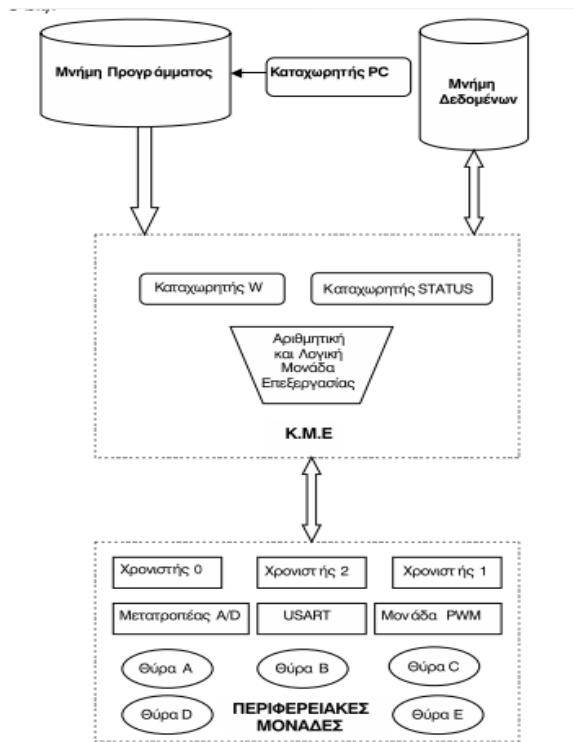 Μνήμη Προγράμματος
Καταχωρητής PC
Μνήμη
Δεδομένων
Καταχωρητής W
Καταχωρητής STATUS
Αριθμητική
και Λογική
Μονάδα
Επεξεργασίας
Κ.Μ.Ε
Χρονιστής 0
Χρονιστής 2
Χρονιστής 1
Μετατροπέας A/D
USART
Μονάδα PWM
Θύρα A
Θύρα B
Θύρα C
Θύρα D
ΠΕΡΙΦΕΡΕΙΑΚΕΣ
ΜΟΝΑΔΕΣ
Θύρα E